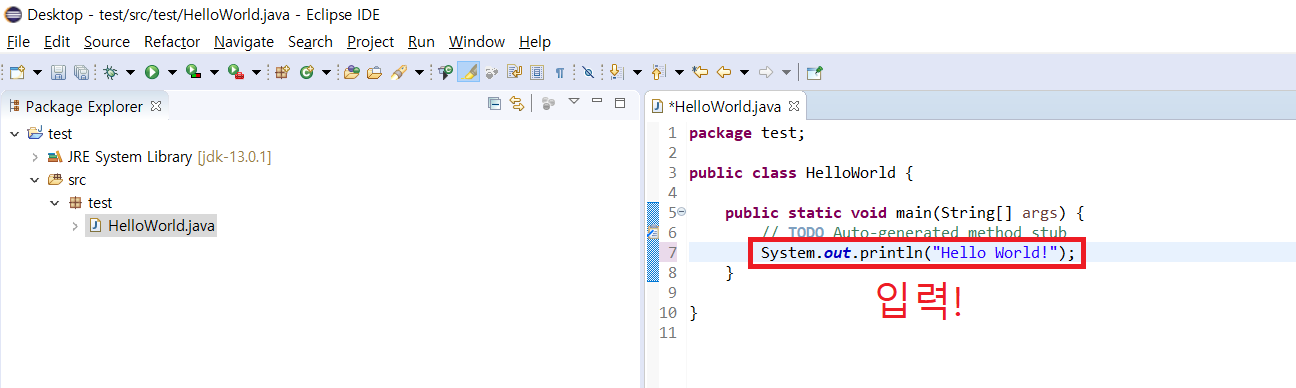 Desktop - test/src/test/HelloWorld.java - Eclipse IDE
File Edit Source Refactor Navigate Search Project Run Window Help
Package Explorer
test
JRE System Library [jdk-13.0.1]
src
test
HelloWorld.java
*HelloWorld.java
1 package test;
2
3 public class HelloWorld {
4
5 public static void main(String[] args) {
6 // TODO Auto-generated method stub
7 System.out.println("Hello World!");
8 }
9
10 }
11
입력!